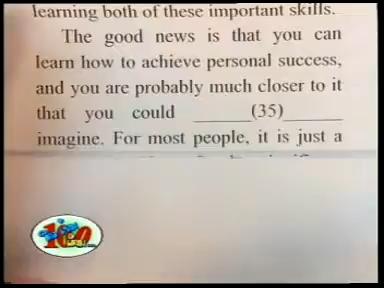 learning both of these important skills.
The good news is that you can
learn how to achieve personal success,
and you are probably much closer to it
that you could ______(35)______
imagine. For most people, it is just a
100